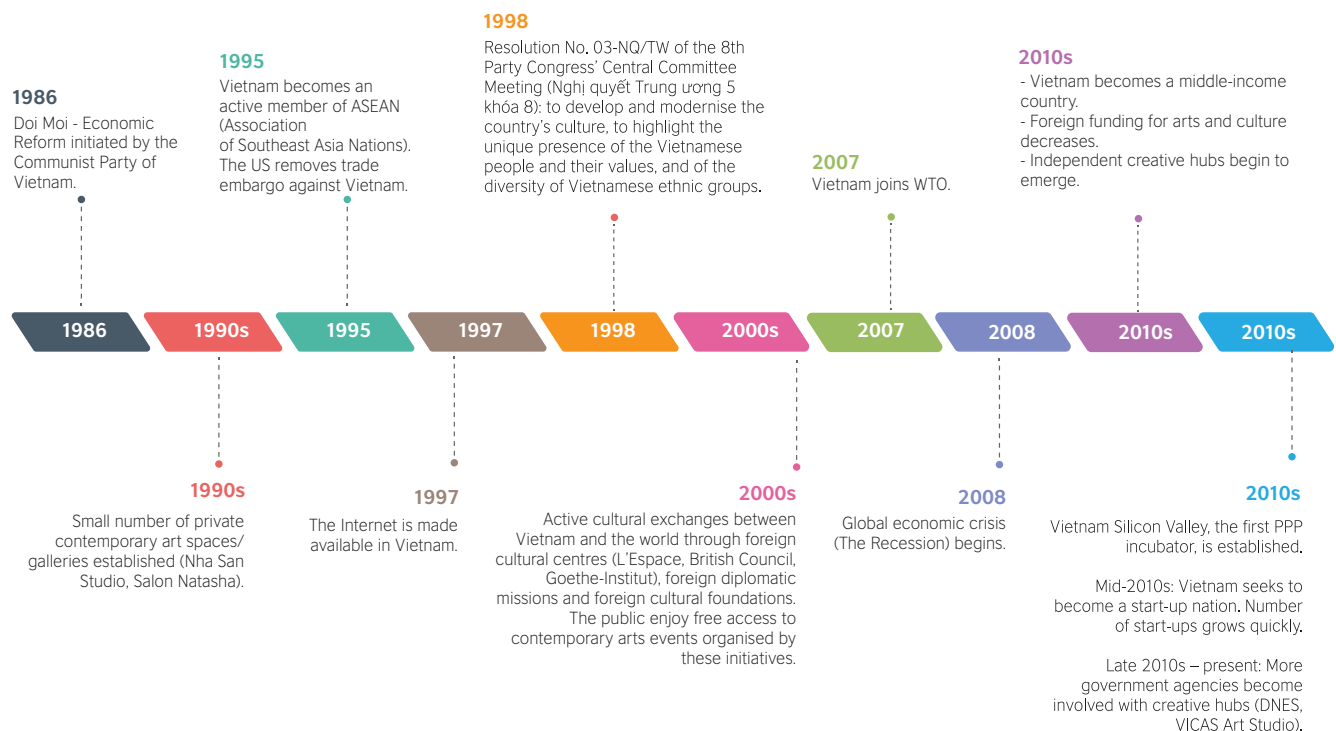 1986
Doi Moi - Economic
Reform initiated by the
Communist Party of
Vietnam.
1995
Vietnam becomes an
active member of ASEAN
(Association
of Southeast Asia Nations).
The US removes trade
embargo against Vietnam.
1998
Resolution No. 03-NQ/TW of the 8th
Party Congress' Central Committee
Meeting (Nghị quyết Trung ương 5
khóa 8): to develop and modernise the
country's culture, to highlight the
unique presence of the Vietnamese
people and their values, and of the
diversity of Vietnamese ethnic groups.
2007
Vietnam joins WTO.
2010s
- Vietnam becomes a middle-income
country.
- Foreign funding for arts and culture
decreases.
- Independent creative hubs begin to
emerge.
1986 1990s 1995 1997 1998 2000s 2007 2008 2010s 2010s
1990s
Small number of private
contemporary art spaces/
galleries established (Nha San
Studio, Salon Natasha).
1997
The Internet is made
available in Vietnam.
2000s
Active cultural exchanges between
Vietnam and the world through foreign
cultural centres (L'Espace, British Council,
Goethe-Institut), foreign diplomatic
missions and foreign cultural foundations.
The public enjoy free access to
contemporary arts events organised by
these initiatives.
2008
Global economic crisis
(The Recession) begins.
2010s
Vietnam Silicon Valley, the first PPP
incubator, is established.
Mid-2010s: Vietnam seeks to
become a start-up nation. Number
of start-ups grows quickly.
Late 2010s – present: More
government agencies become
involved with creative hubs (DNES,
VICAS Art Studio).